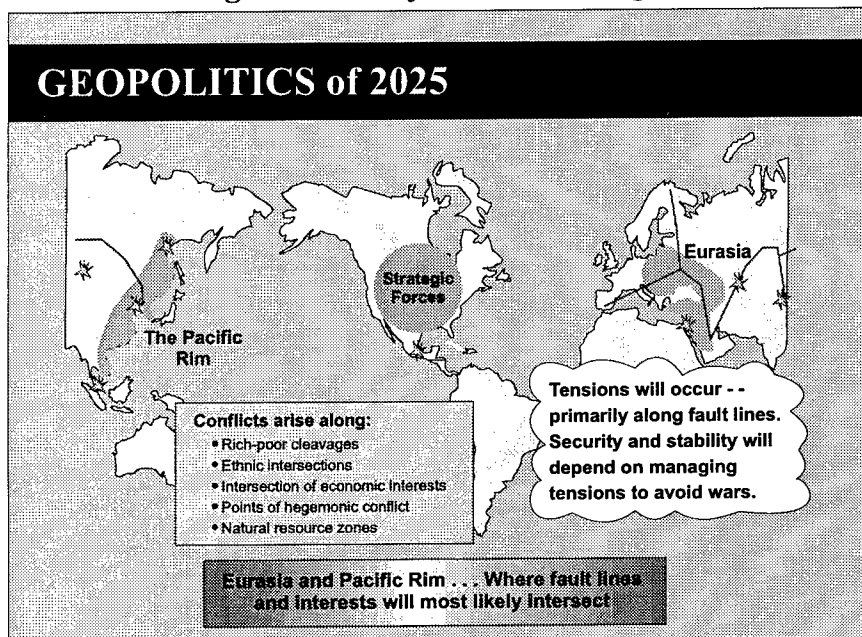 GEOPOLITICS of 2025
Strategic
Forces
Eurasia
The Pacific
Rim
Conflicts arise along:
• Rich-poor cleavages
• Ethnic intersections
• Intersection of economic interests
• Points of hegemonic conflict
• Natural resource zones
Tensions will occur - -
primarily along fault lines.
Security and stability will
depend on managing
tensions to avoid wars.
Eurasia and Pacific Rim . . . Where fault lines
and interests will most likely intersect